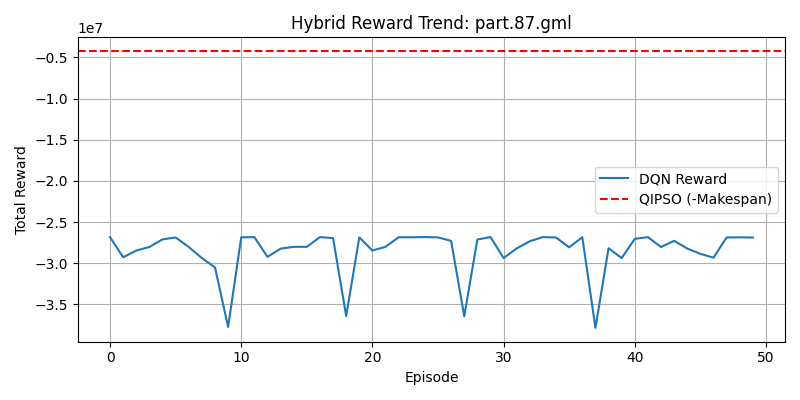 Hybrid Reward Trend: part.87.gml
1e7
Total Reward
−0.5
−1.0
−1.5
−2.0
−2.5
−3.0
−3.5
DQN Reward
QIPSO (-Makespan)
0 10 20 30 40 50
Episode